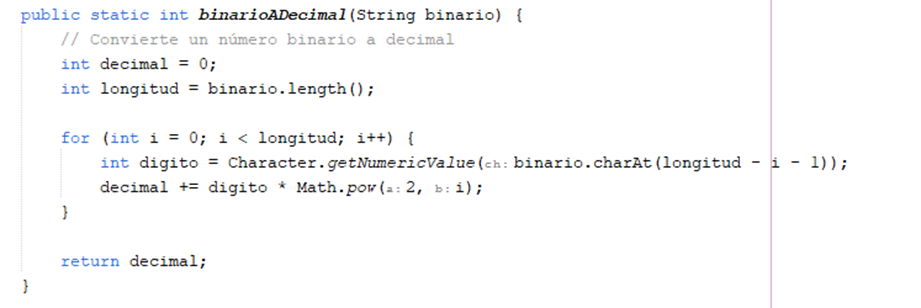 public static int binarioADecimal(String binario) {
// Convierte un número binario a decimal
int decimal = 0;
int longitud = binario.length();
for (int i = 0; i < longitud; i++) {
int digito = Character.getNumericValue(ch: binario.charAt(longitud - i - 1));
decimal += digito * Math.pow(a: 2, b: i);
}
return decimal;
}